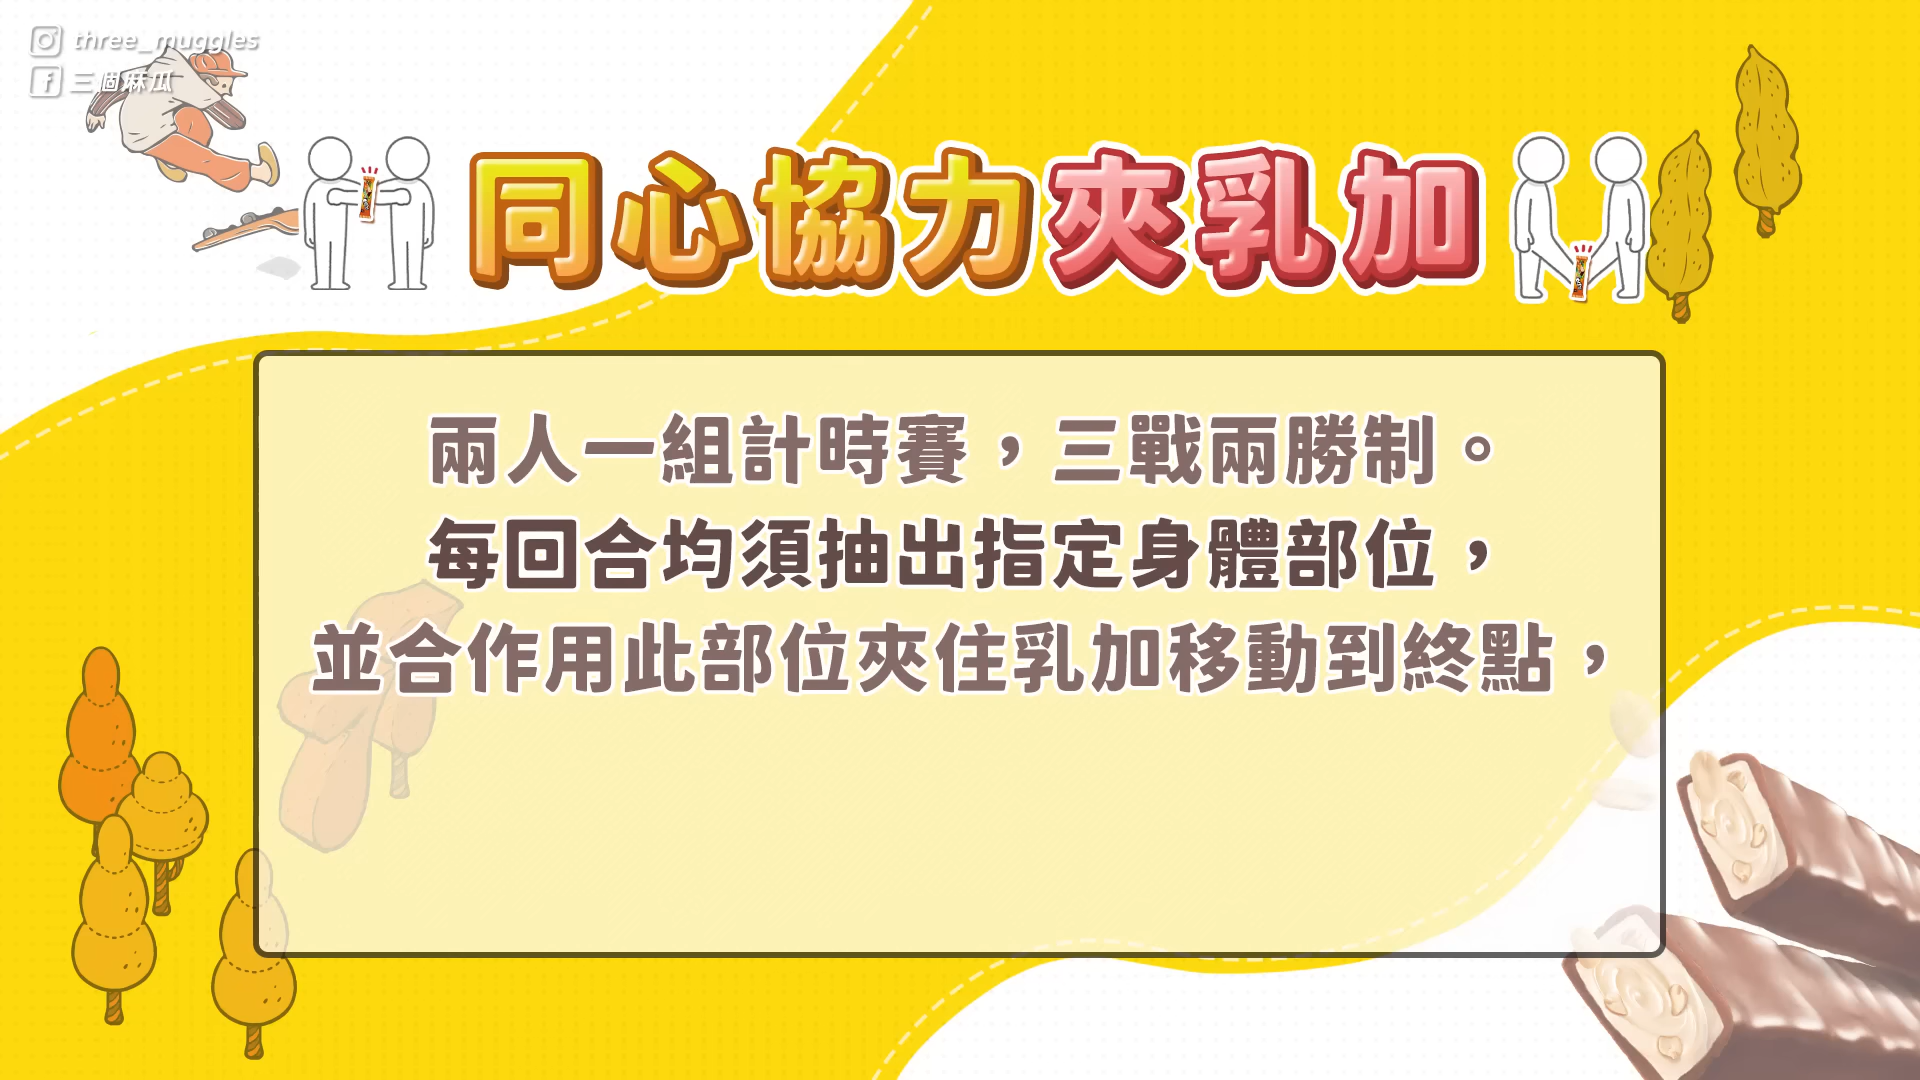 three_muggles
三個麻瓜
同心協力夾乳加
兩人一組計時賽，三戰兩勝制。
每回合均須抽出指定身體部位，
並合作用此部位夾住乳加移動到終點，